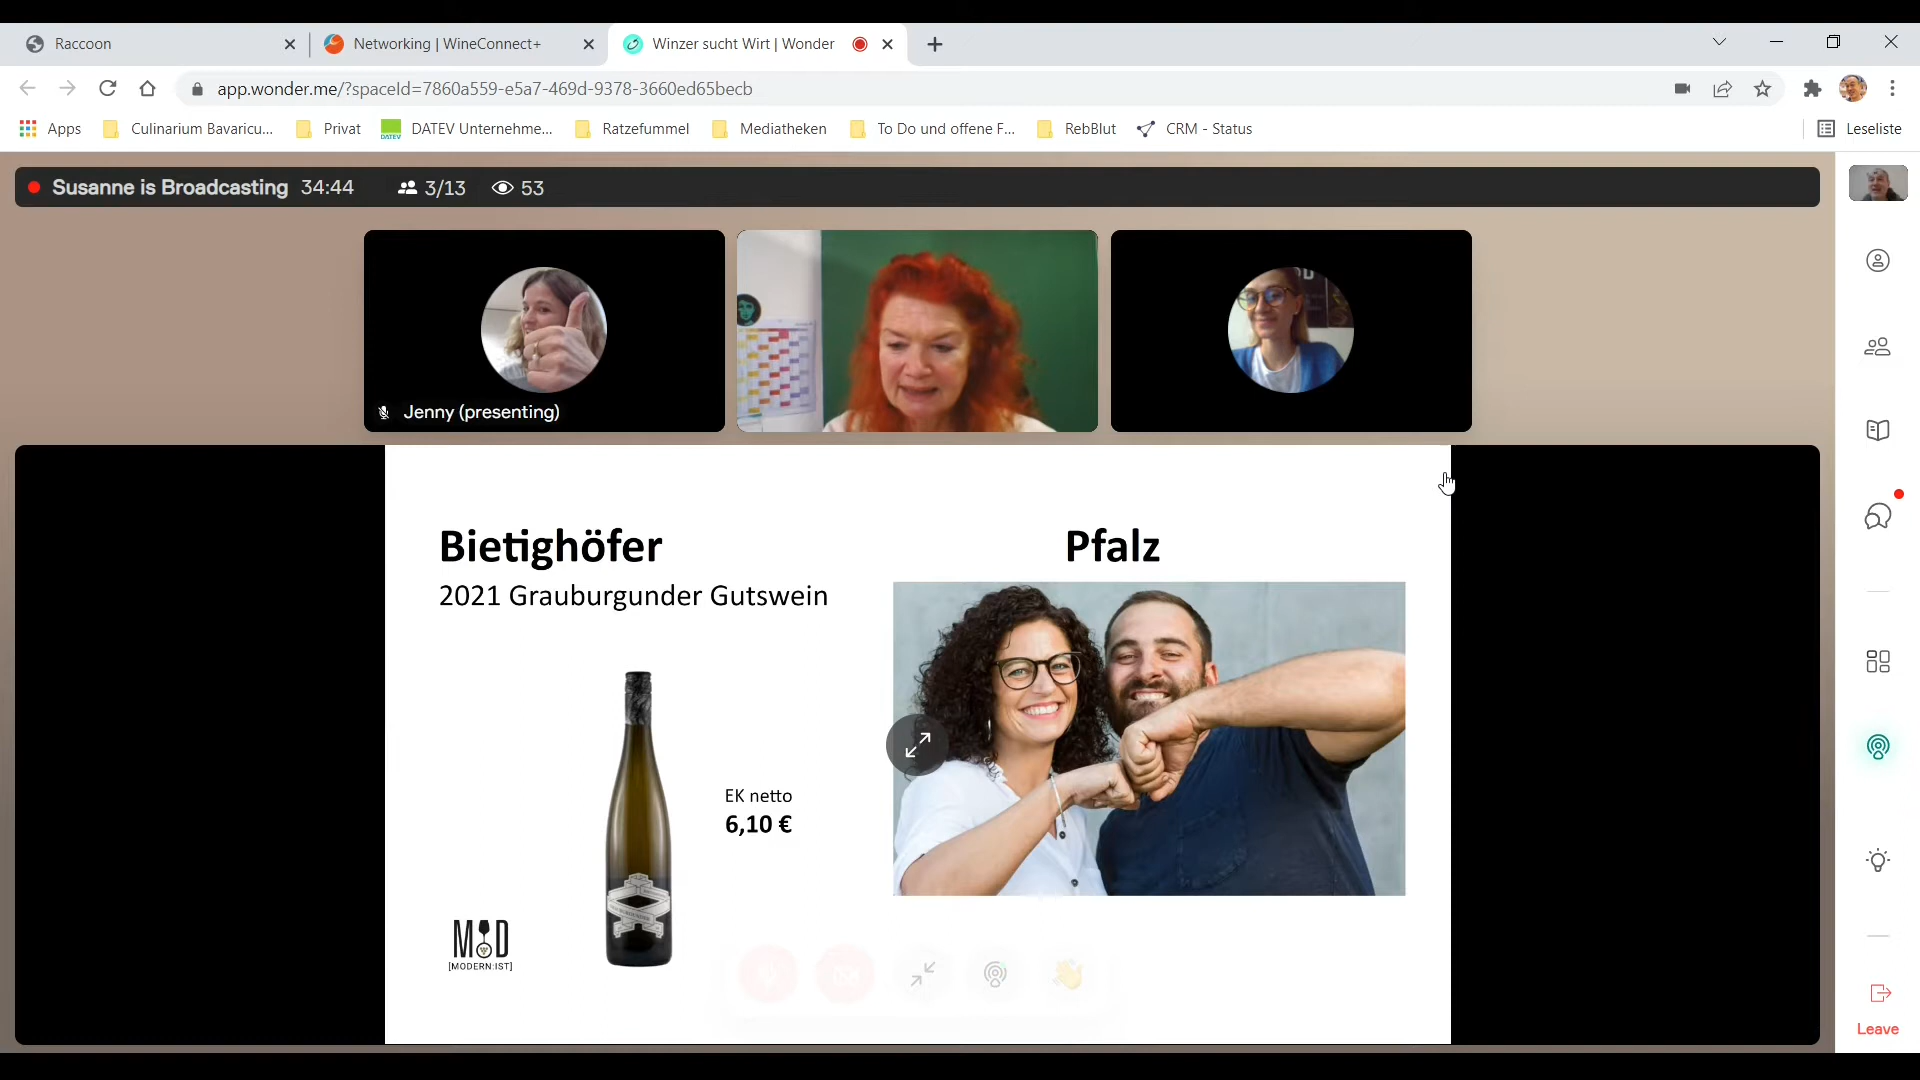 Raccoon
Networking | WineConnect+
Winzer sucht Wirt | Wonder
app.wonder.me/?spaceId=7860a559-e5a7-469d-9378-3660ed65becb
Apps
Culinarium Bavaricu...
Privat
DATEV
DATEV Unternehme...
Ratzefummel
Mediatheken
To Do und offene F...
RebBlut
CRM - Status
Leseliste
Susanne is Broadcasting 34:44 3/13 53
Jenny (presenting)
Bietighöfer
Pfalz
2021 Grauburgunder Gutswein
EK netto
6,10 €
M D
[MODERN:IST]
Leave